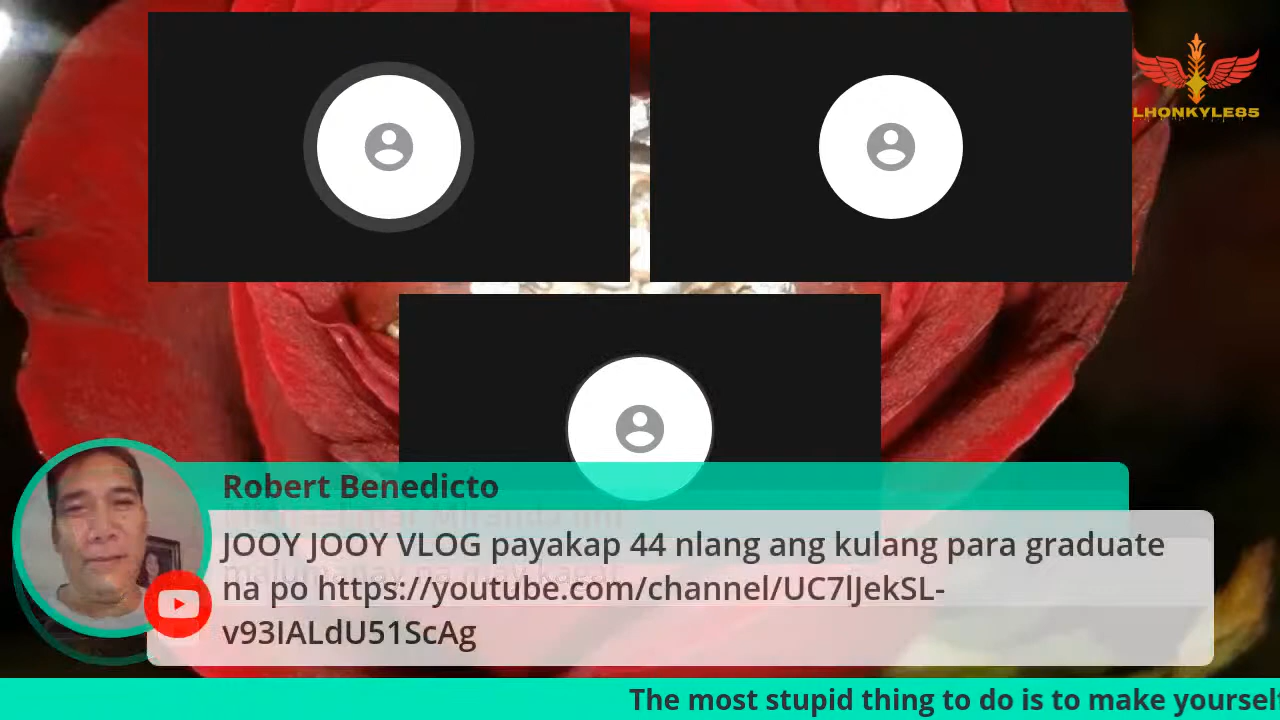 LHONKYLE85
Robert Benedicto
JOOY JOOY VLOG payakap 44 nlang ang kulang para graduate
na po https://youtube.com/channel/UC7lJekSL-
v93IALdU51ScAg
The most stupid thing to do is to make yourself